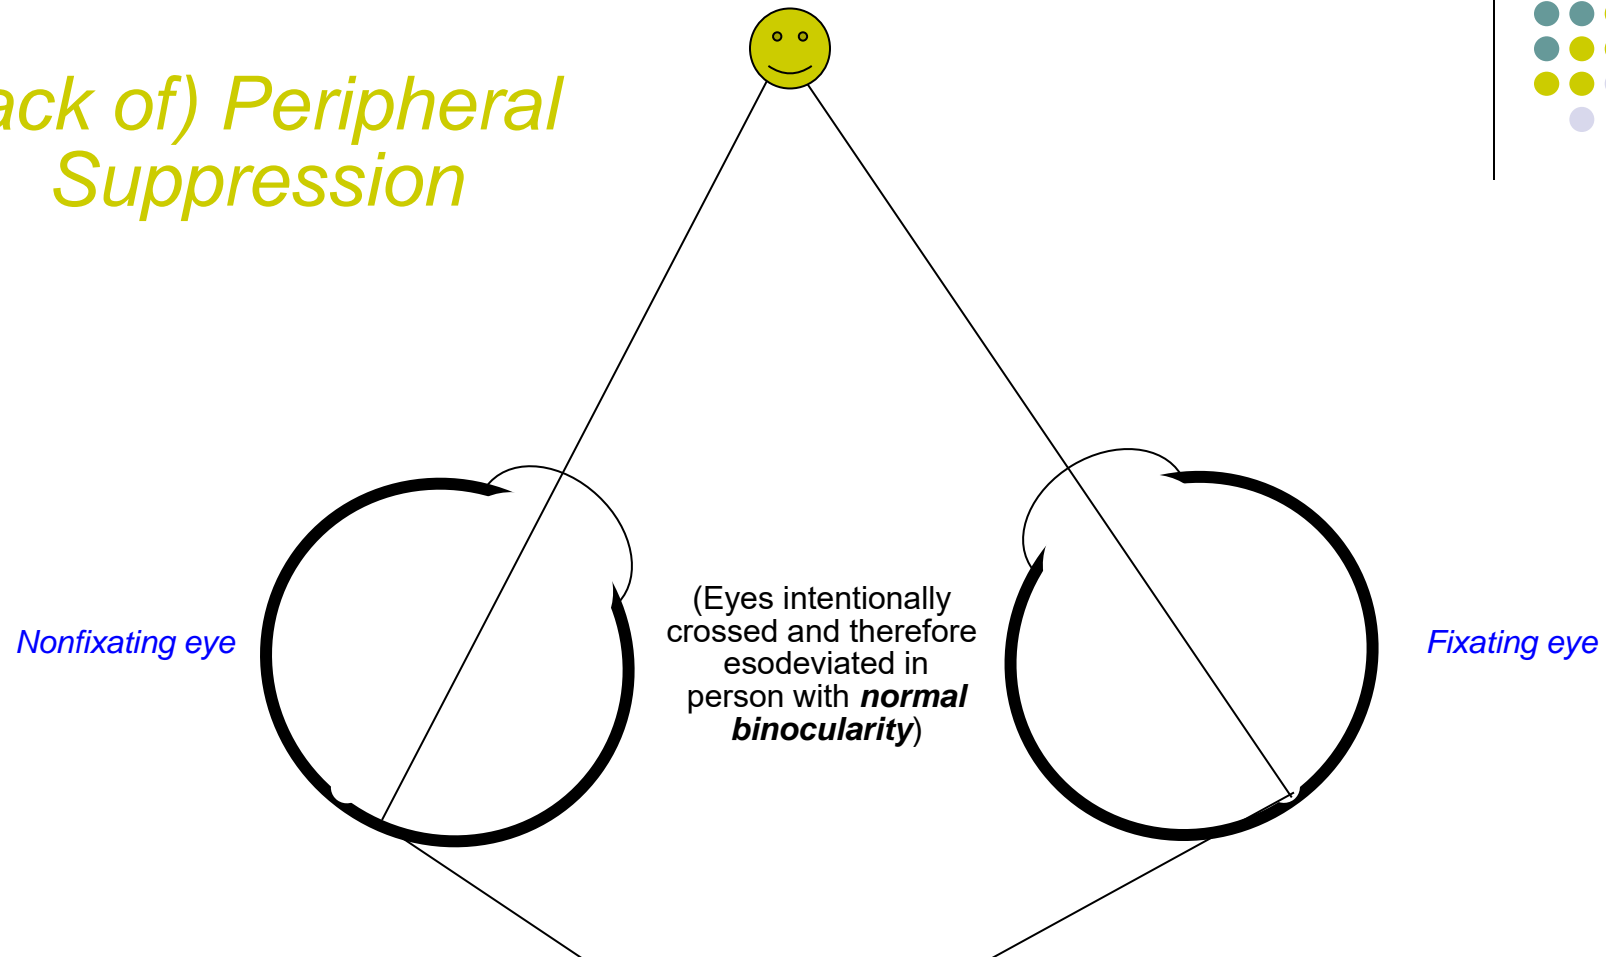 ack of) Peripheral
Suppression
(Eyes intentionally
crossed and therefore
esodeviated in
person with normal
binocularity)
Nonfixating eye
Fixating eye